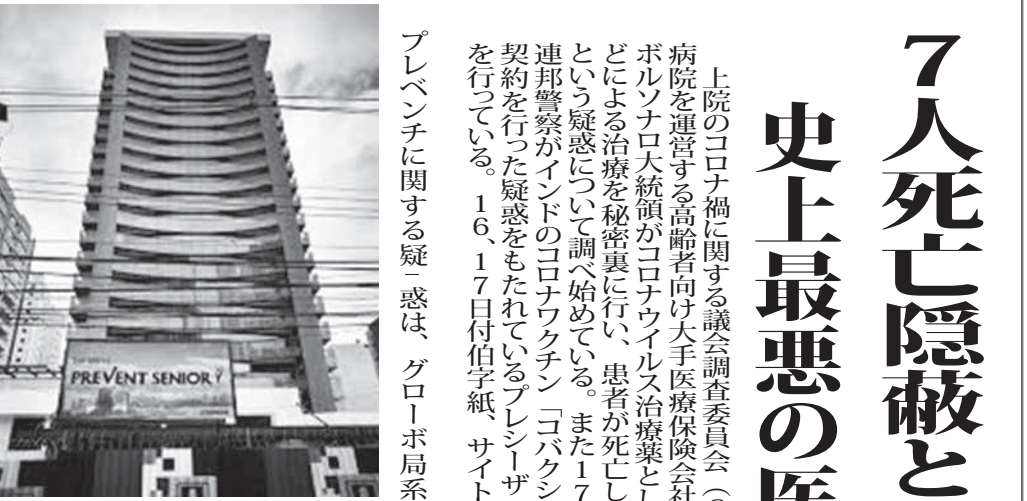 7人死亡隠蔽と
史上最悪の医
上院のコロナ禍に関する議会調査委員会（
病院を運営する高齢者向け大手医療保険会社
ボルソナロ大統領がコロナウイルス治療薬とし
どによる治療を秘密裏に行い、患者が死亡し
という疑惑について調べ始めている。また17
連邦警察がインドのコロナワクチン「コバクシ
契約を行った疑惑をもたれているプレシーザ
を行っている。16、17日付伯字紙、サイト
プレベンチに関する疑惑は、グローボ局系
PREVENT SENIOR